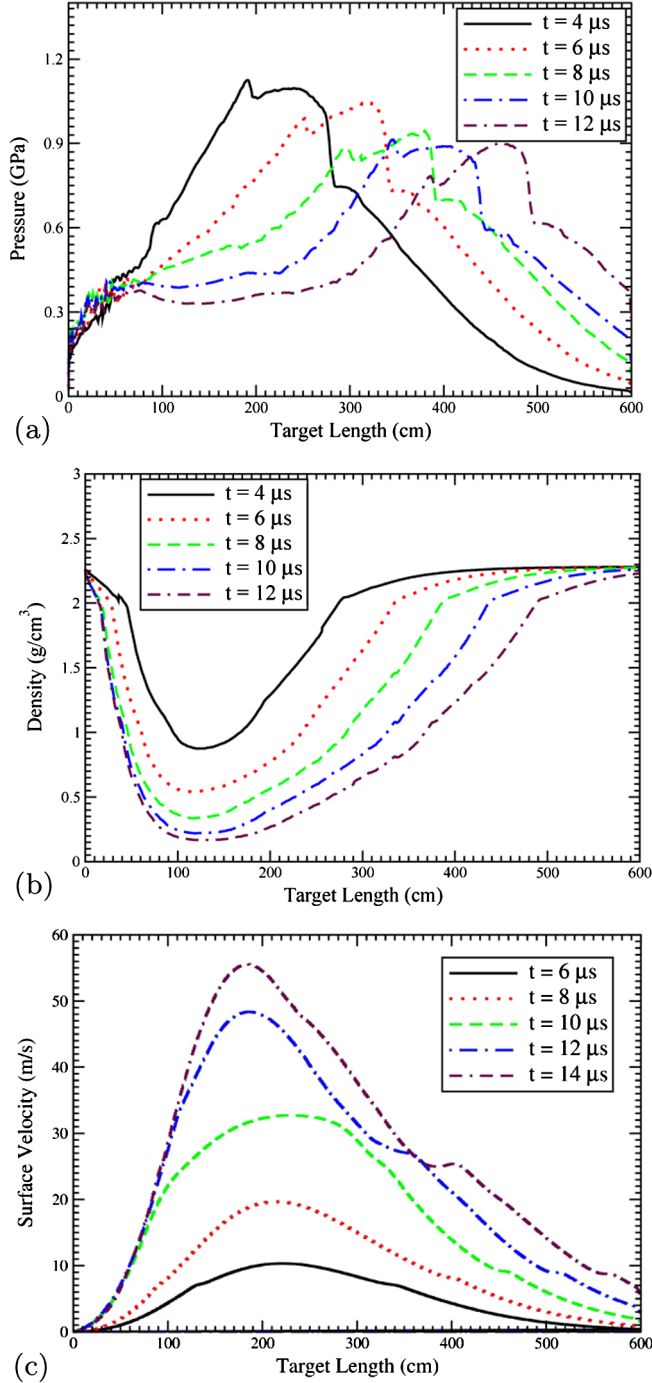 1.2
0.9
0.6
0.3
0
Pressure (GPa)
t = 4 μs
t = 6 μs
t = 8 μs
t = 10 μs
t = 12 μs
0 100 200 300 400 500 600
Target Length (cm)
(a)
3
2.5
2
1.5
1
0.5
0
Density (g/cm³)
t = 4 μs
t = 6 μs
t = 8 μs
t = 10 μs
t = 12 μs
0 100 200 300 400 500 600
Target Length (cm)
(b)
60
50
40
30
20
10
0
Surface Velocity (m/s)
t = 6 μs
t = 8 μs
t = 10 μs
t = 12 μs
t = 14 μs
0 100 200 300 400 500 600
Target Length (cm)
(c)